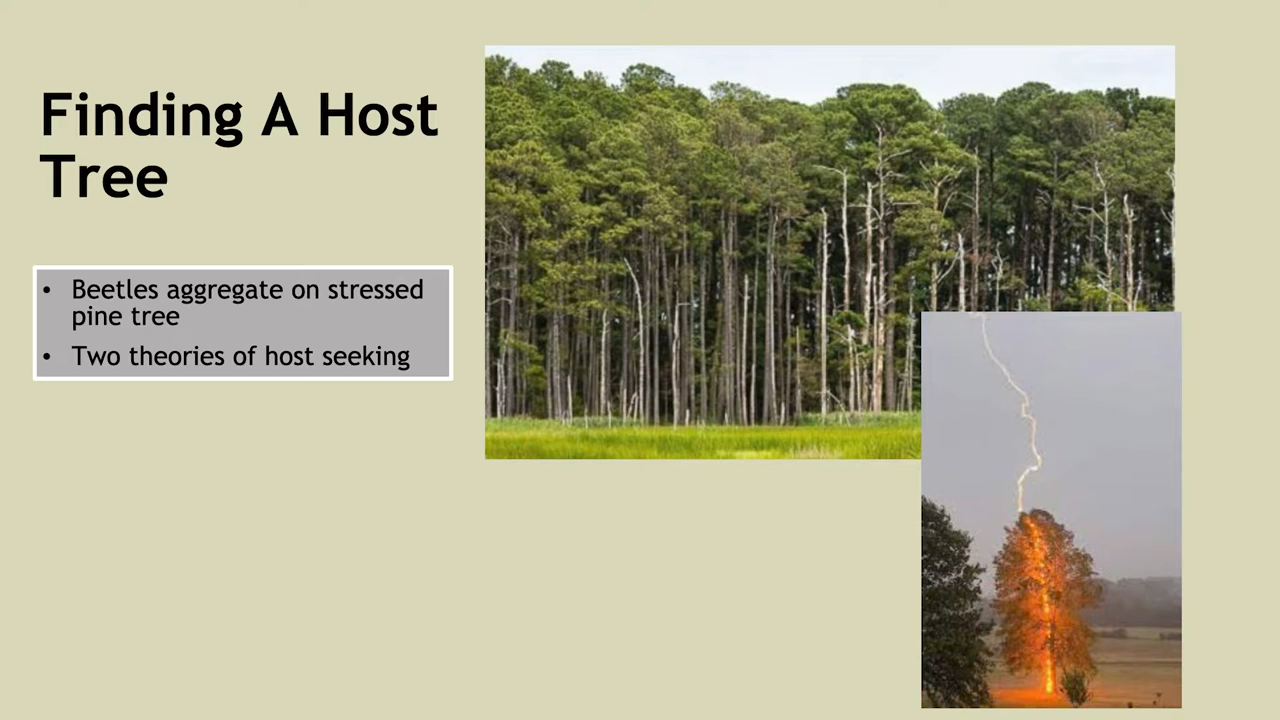 Finding A Host
Tree
• Beetles aggregate on stressed
pine tree
• Two theories of host seeking